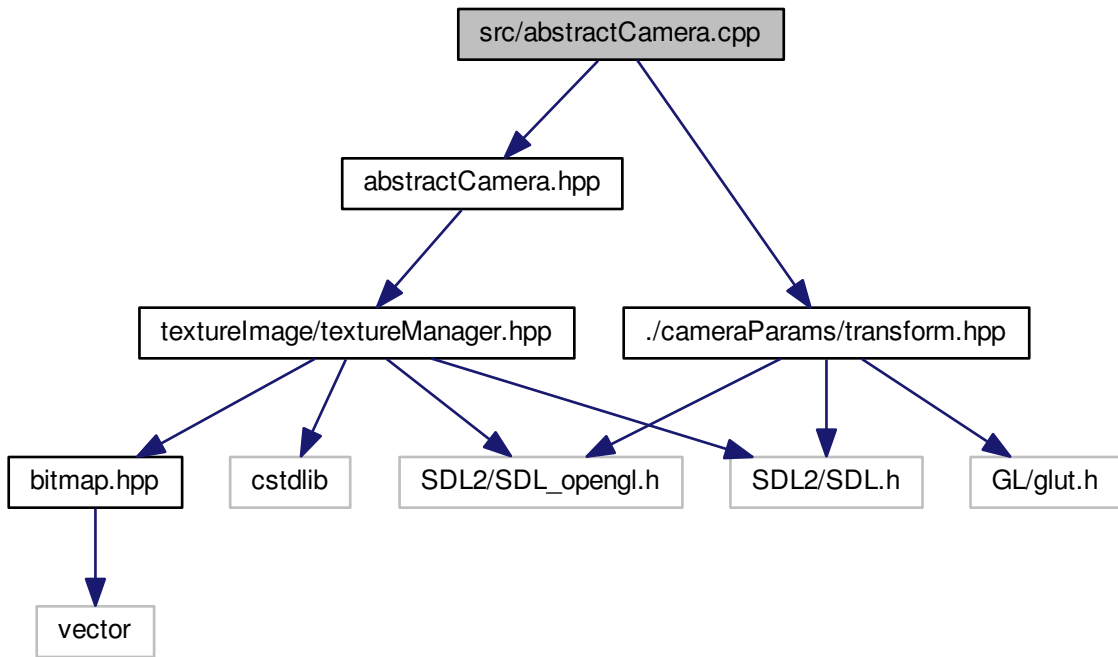 src/abstractCamera.cpp
abstractCamera.hpp
textureImage/textureManager.hpp
./cameraParams/transform.hpp
bitmap.hpp
cstdlib
SDL2/SDL_opengl.h
SDL2/SDL.h
GL/glut.h
vector